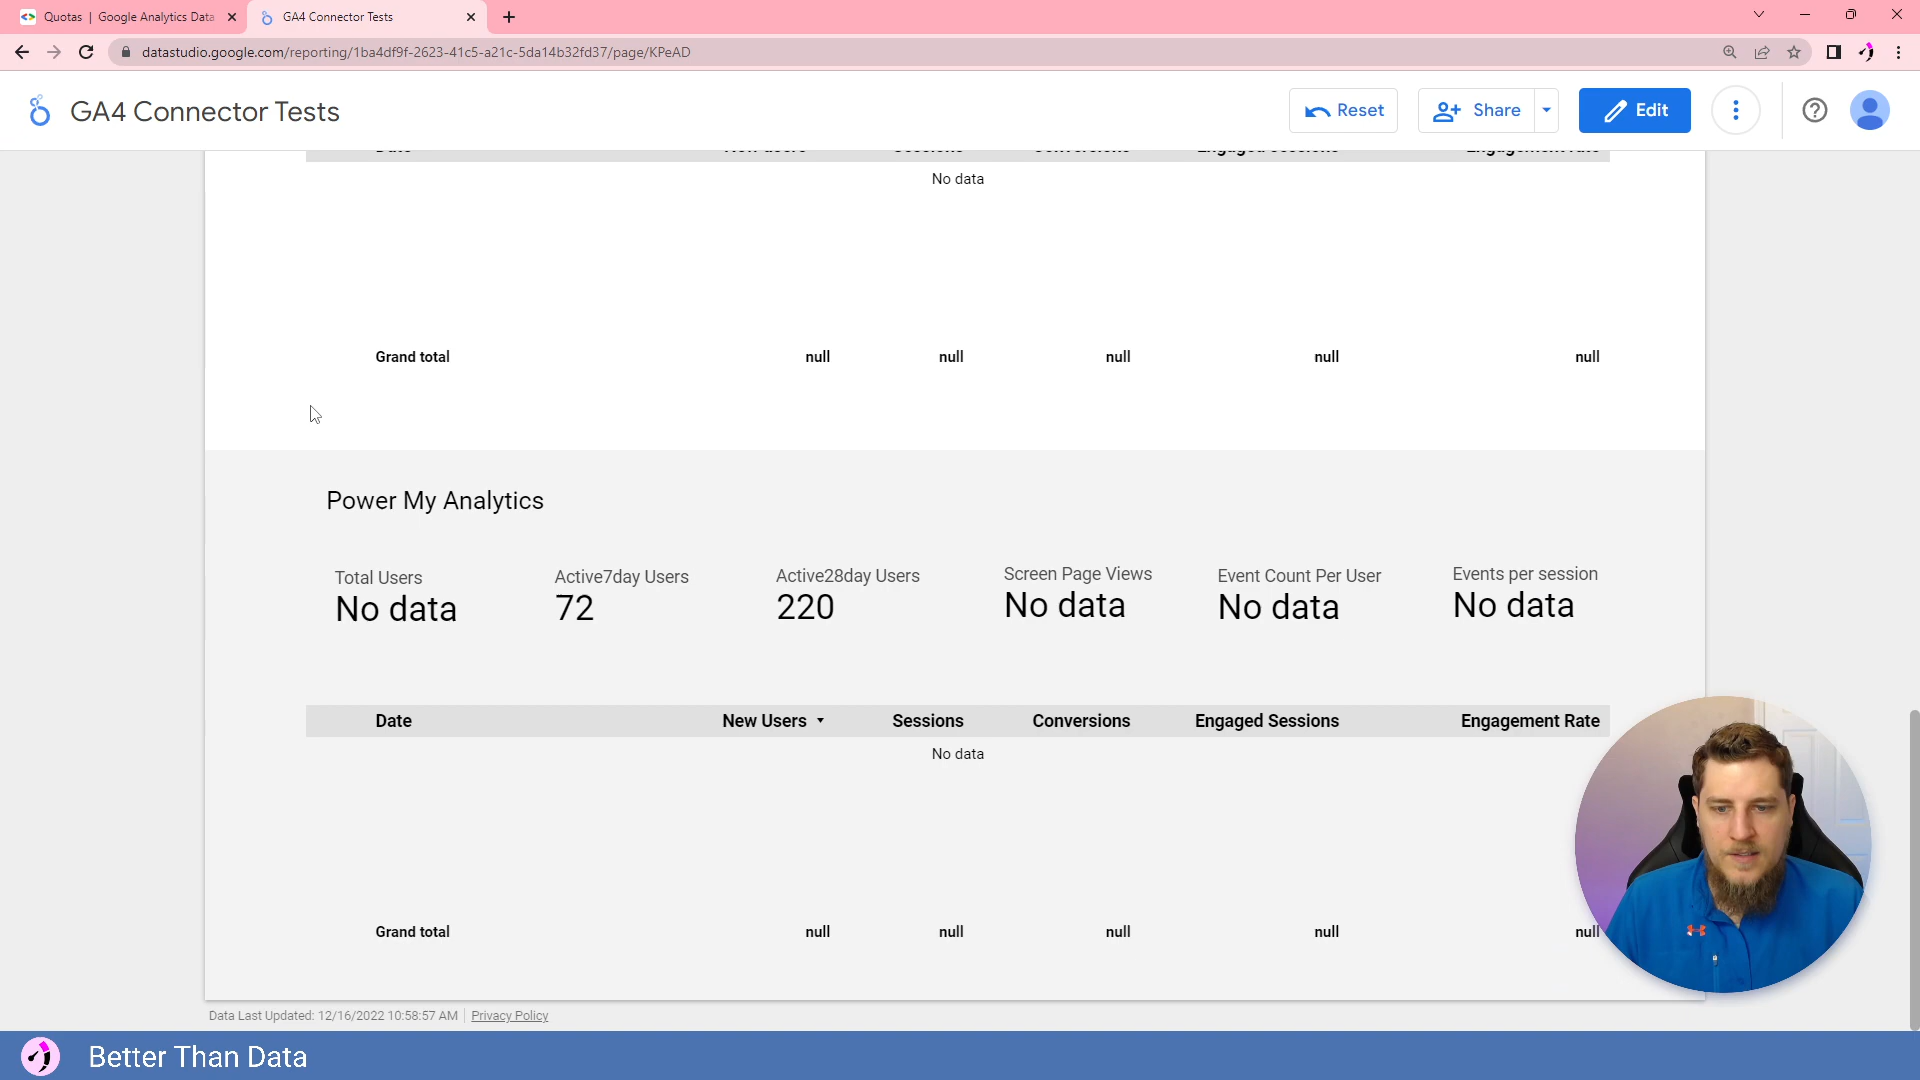 Quotas | Google Analytics Data
GA4 Connector Tests
datastudio.google.com/reporting/1ba4df9f-2623-41c5-a21c-5da14b32fd37/page/KPeAD
GA4 Connector Tests
Reset
Share
Edit
No data
Grand total null null null null null
Power My Analytics
Total Users Active7day Users Active28day Users Screen Page Views Event Count Per User Events per session
No data 72 220 No data No data No data
Date New Users Sessions Conversions Engaged Sessions Engagement Rate
No data
Grand total null null null null null
Data Last Updated: 12/16/2022 10:58:57 AM Privacy Policy
Better Than Data